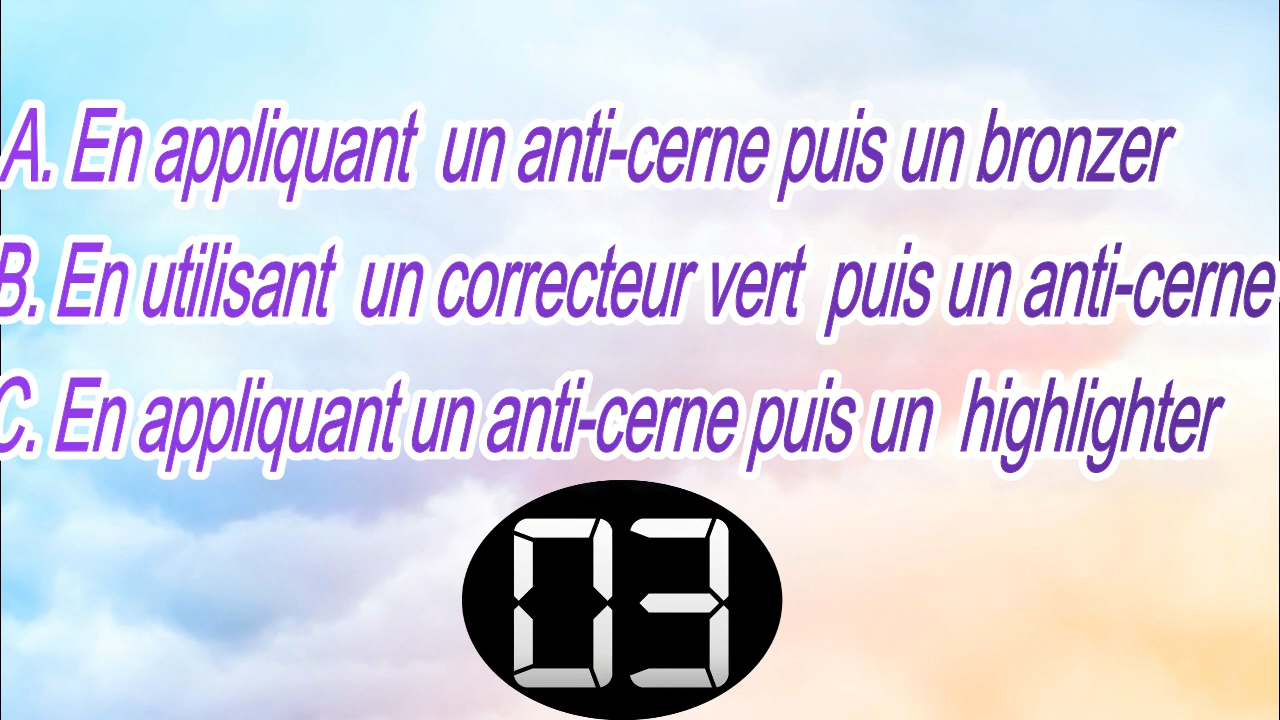 A. En appliquant un anti-cerne puis un bronzer
B. En utilisant un correcteur vert puis un anti-cerne
C. En appliquant un anti-cerne puis un highlighter
03